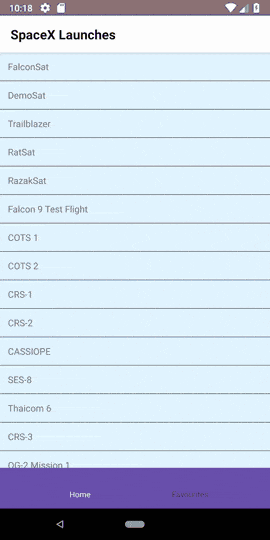 10:18
SpaceX Launches
FalconSat
DemoSat
Trailblazer
RatSat
RazakSat
Falcon 9 Test Flight
COTS 1
COTS 2
CRS-1
CRS-2
CASSIOPE
SES-8
Thaicom 6
CRS-3
OG-2 Mission 1
Home